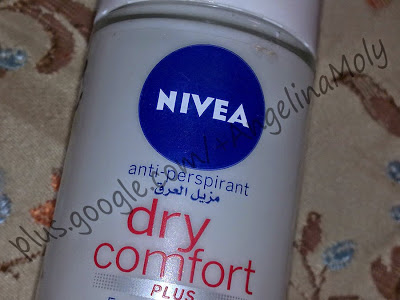 NIVEA
anti-perspirant
مزيل العرق
dry
comfort
PLUS
plus.google.com/+AngelinaMoly